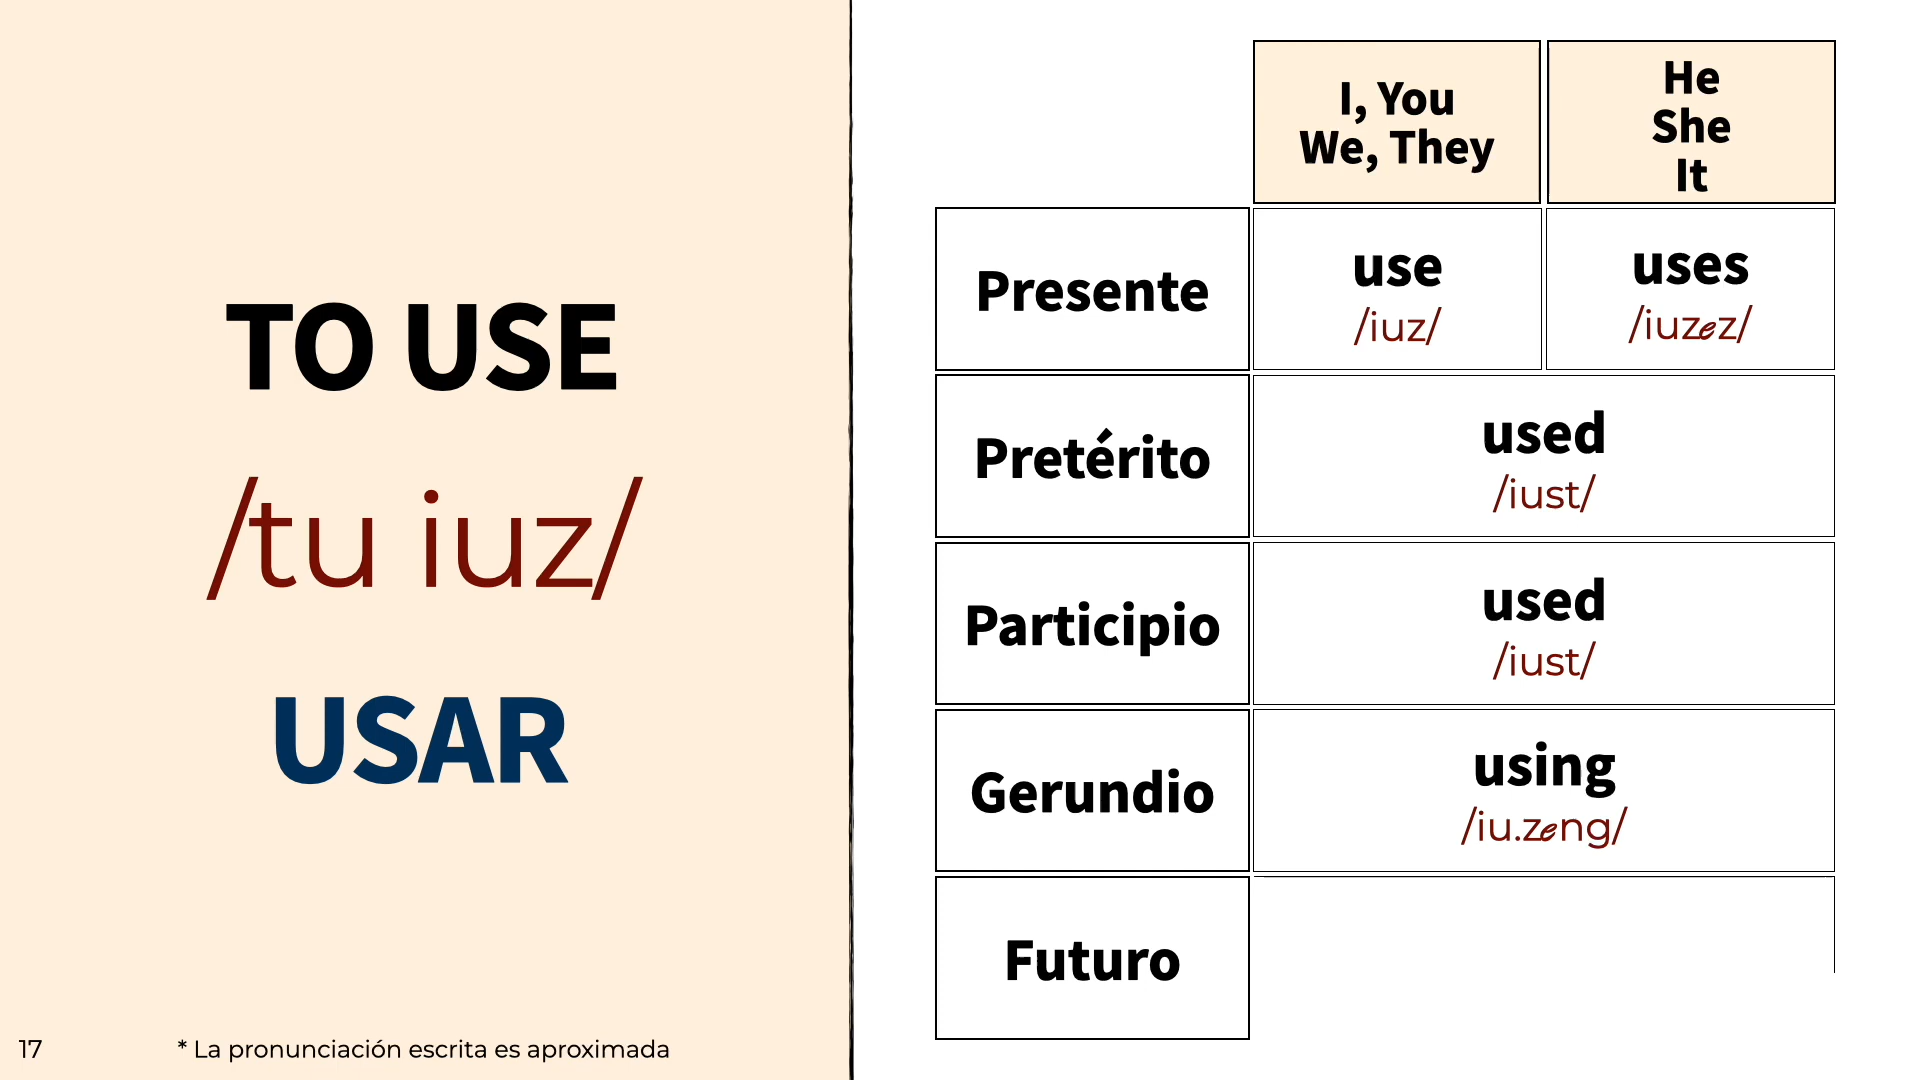 TO USE
/tu iuz/
USAR
17
* La pronunciación escrita es aproximada
I, You
We, They
He
She
It
Presente
use
/iuz/
uses
/iuzez/
Pretérito
used
/iust/
Participio
used
/iust/
Gerundio
using
/iu.zeng/
Futuro